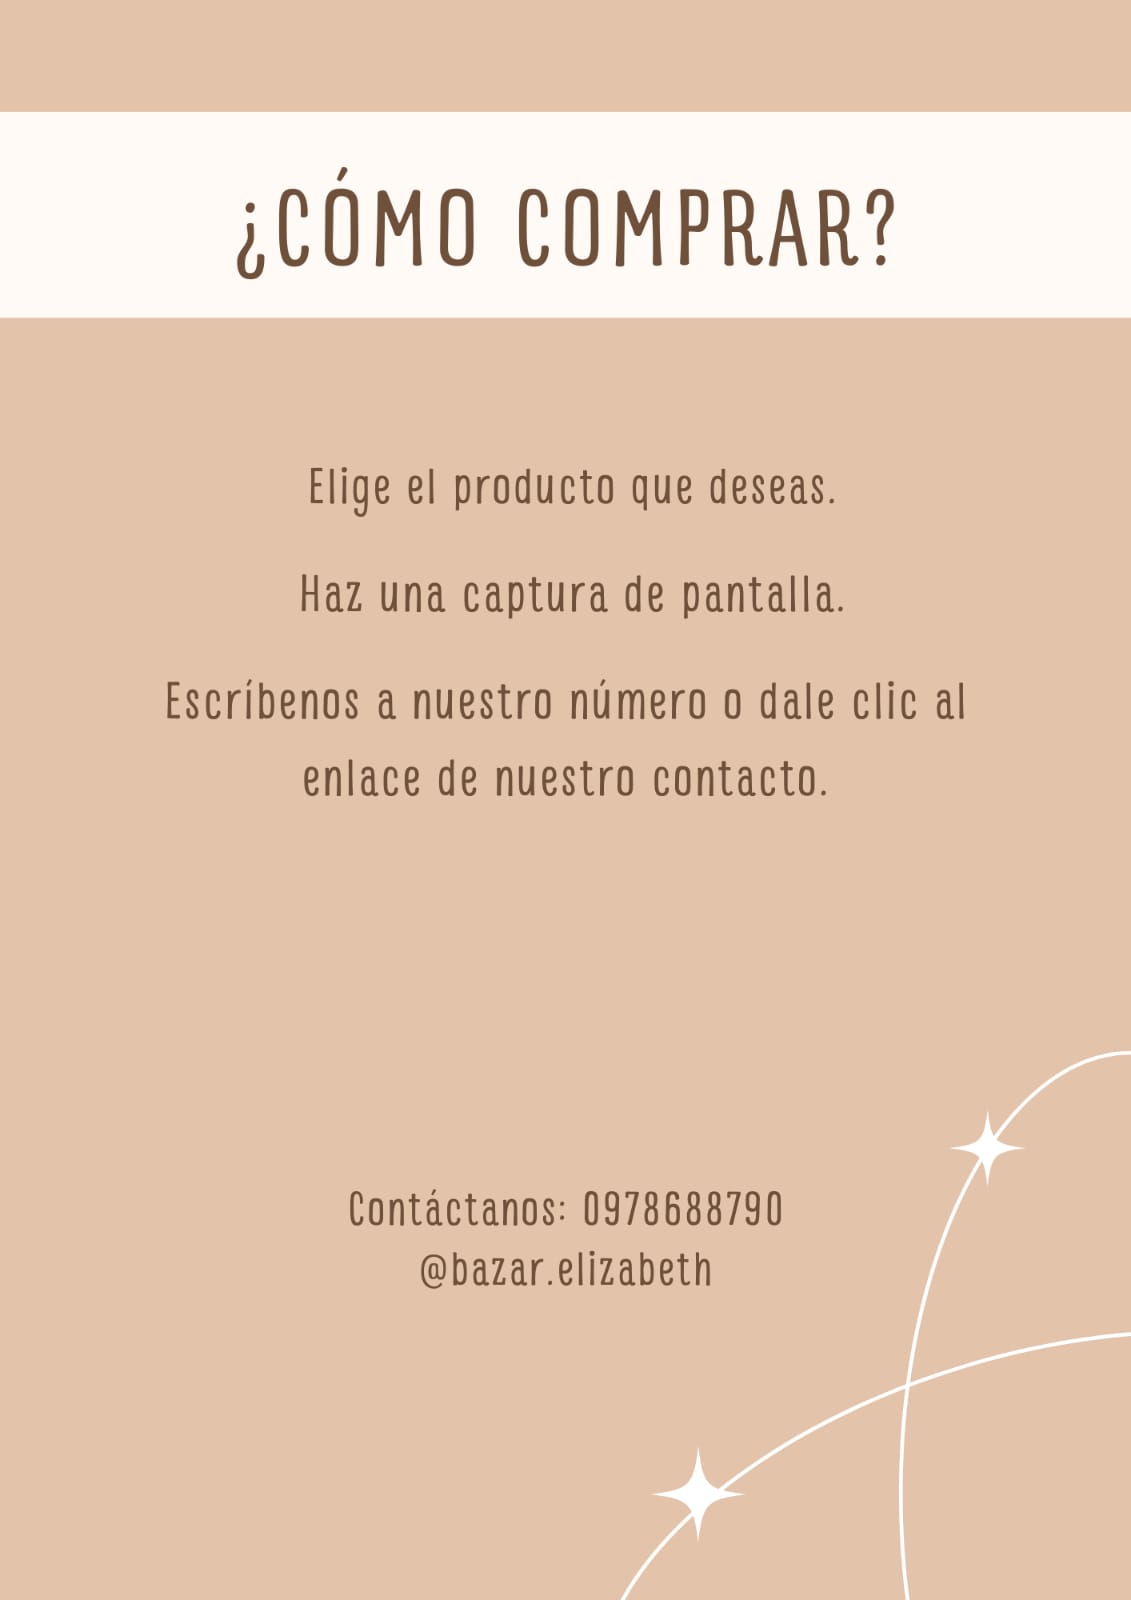 ¿CÓMO COMPRAR?
Elige el producto que deseas.
Haz una captura de pantalla.
Escríbenos a nuestro número o dale clic al
enlace de nuestro contacto.
Contáctanos: 0978688790
@bazar.elizabeth